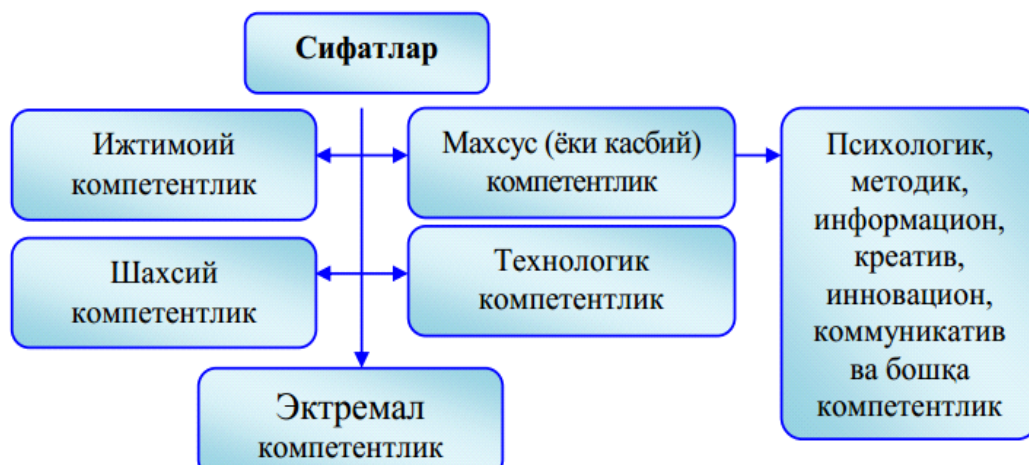 Сифатлар
Ижтимоий
компетентлик
Махсус (ёки касбий)
компетентлик
Психологик,
методик,
информацион,
креатив,
инновацион,
коммуникатив
ва бошқа
компетентлик
Шахсий
компетентлик
Технологик
компетентлик
Эктремал
компетентлик